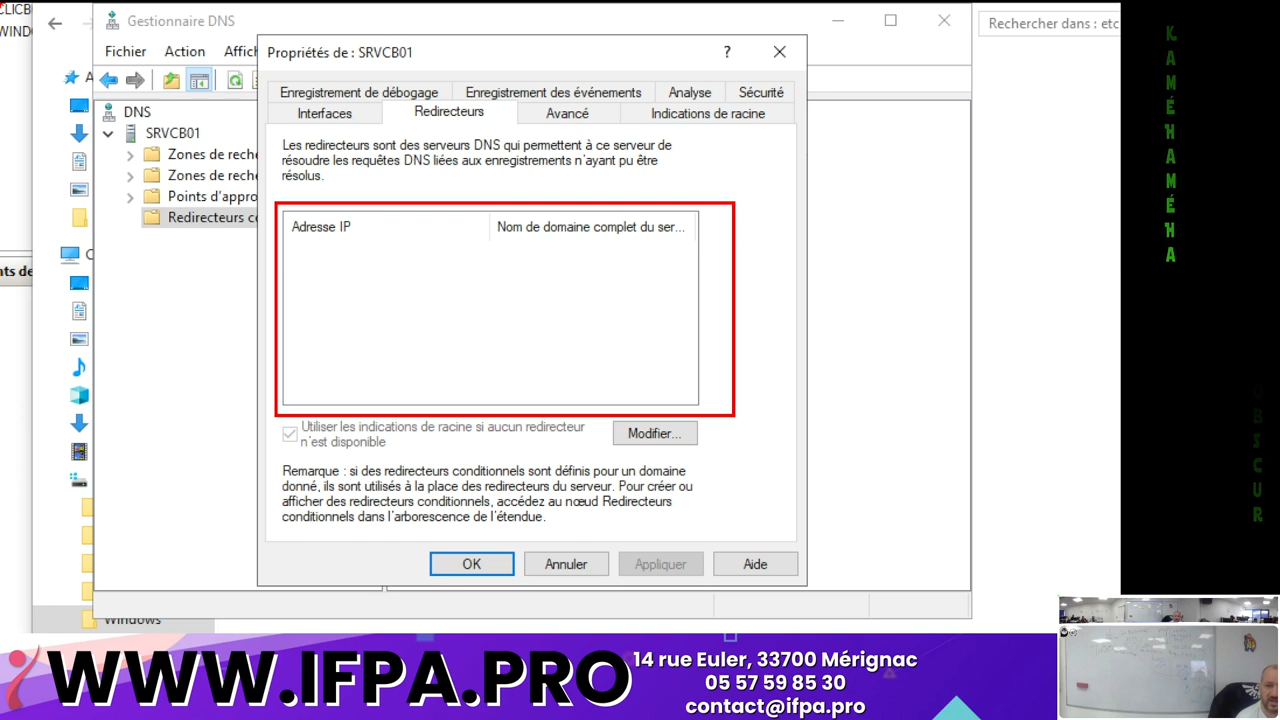 CLICB
WIND
nts de
Gestionnaire DNS
Rechercher dans : etc
Fichier
Action
Affich
DNS
SRVCB01
Zones de reche
Zones de reche
Points d'appro
Redirecteurs co
Windows
Propriétés de : SRVCB01
?
Enregistrement de débogage
Enregistrement des événements
Analyse
Sécurité
Interfaces
Redirecteurs
Avancé
Indications de racine
Les redirecteurs sont des serveurs DNS qui permettent à ce serveur de
résoudre les requêtes DNS liées aux enregistrements n'ayant pu être
résolus.
Adresse IP
Nom de domaine complet du ser...
Utiliser les indications de racine si aucun redirecteur
n'est disponible
Modifier...
Remarque : si des redirecteurs conditionnels sont définis pour un domaine
donné, ils sont utilisés à la place des redirecteurs du serveur. Pour créer ou
afficher des redirecteurs conditionnels, accédez au nœud Redirecteurs
conditionnels dans l'arborescence de l'étendue.
OK
Annuler
Appliquer
Aide
KAMÉHAMÉHA
OBSCUR
WWW.IFPA.PRO
14 rue Euler, 33700 Mérignac
05 57 59 85 30
contact@ifpa.pro